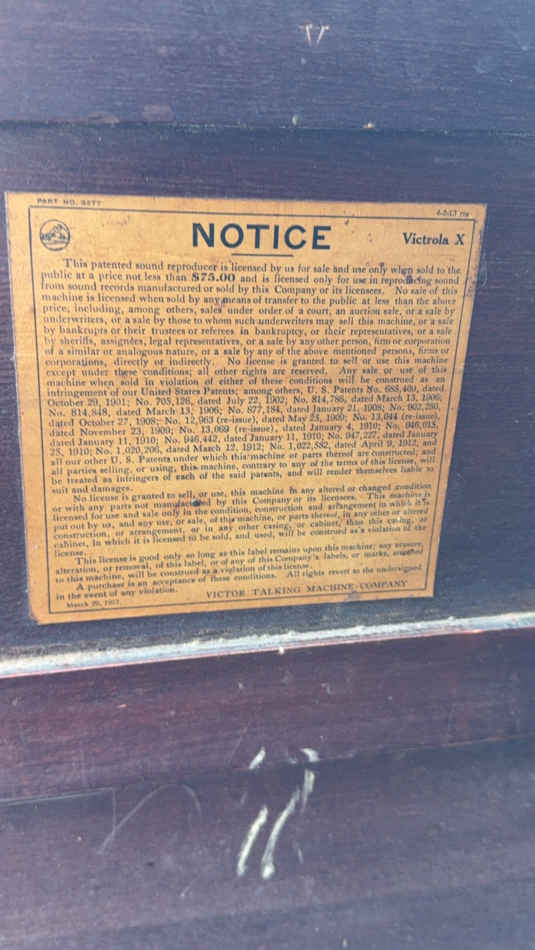 PART NO. 3277
4-2-17 
NOTICE
Victrola X
This patented sound reproducer is licensed by us for sale and use only when sold to the
public at a price not less than $75.00 and is licensed only for use in reproducing sound
from sound records manufactured or sold by this Company or its licensees. No sale of this
machine is licensed when sold by any means of transfer to the public at less than the above
price, including, among others, sales under order of a court, an auction sale, or a sale by
underwriters, or a sale by those to whom such underwriters may sell this machine, or a sale
by bankrupts or their trustees or referees in bankruptcy, or their representatives, or a sale
by sheriffs, assignees, legal representatives, or a sale by any other person, firm or corporation
of a similar or analogous nature, or a sale by any of the above mentioned persons, firms or
corporations, directly or indirectly. No license is granted to sell or use this machine
except under these conditions; all other rights are reserved. Any sale or use of this
machine when sold in violation of either of these conditions will be construed as an
infringement of our United States Patents; among others, U. S. Patents No. 685,400, dated
October 29, 1901; No. 705,126, dated July 22, 1902; No. 814,786, dated March 13, 1906;
No. 814,848, dated March 13, 1906; No. 877,184, dated January 21, 1908; No. 902,280,
dated October 27, 1908; No. 12,963 (re-issue), dated May 25, 1909; No. 13,044 (re-issue),
dated November 23, 1909; No. 13,069 (re-issue), dated January 4, 1910; No. 946,015,
dated January 11, 1910; No. 946,442, dated January 11, 1910; No. 947,227, dated January
25, 1910; No. 1,020,206, dated March 12, 1912; No. 1,022,582, dated April 9, 1912, and
all our other U. S. Patents under which this machine or parts thereof are constructed; and
all parties selling, or using, this machine, contrary to any of the terms of this license, will
be treated as infringers of each of the said patents, and will render themselves liable to
suit and damages.
No license is granted to sell, or use, this machine in any altered or changed condition
or with any parts not manufactured by this Company or its licensees. This machine is
licensed for use and sale only in the condition, construction and arrangement in which it is
put out by us, and any use, or sale, of this machine, or parts thereof, in any other or altered
construction, or arrangement, or in any other casing, or cabinet, than this casing, or
cabinet, in which it is licensed to be sold, and used, will be construed as a violation of the
license.
This license is good only so long as this label remains upon this machine; any erasure,
alteration, or removal, of this label, or of any of this Company's labels, or marks,
to this machine, will be construed as a violation of this license.
A purchase is an acceptance of these conditions. All rights revert to the undersigned
in the event of any violation.
VICTOR TALKING MACHINE COMPANY
March 20, 1917.